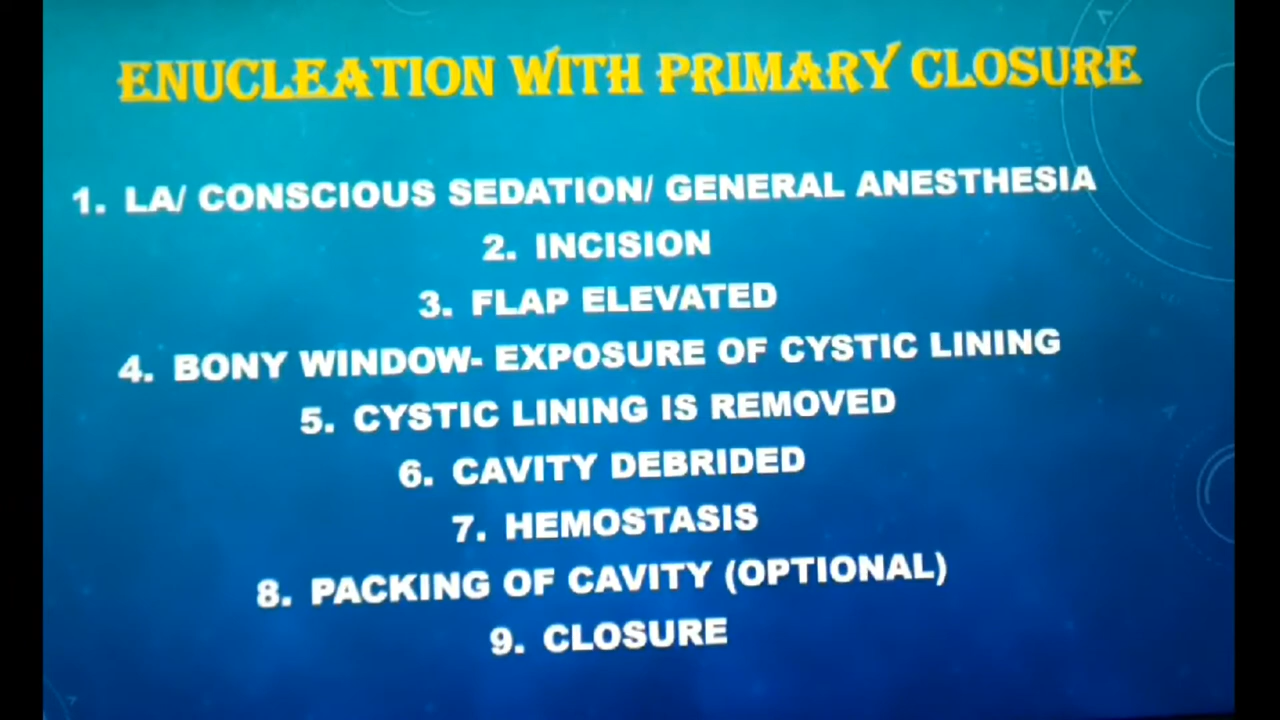 ENUCLEATION WITH PRIMARY CLOSURE
1. LA/ CONSCIOUS SEDATION/ GENERAL ANESTHESIA
2. INCISION
3. FLAP ELEVATED
4. BONY WINDOW- EXPOSURE OF CYSTIC LINING
5. CYSTIC LINING IS REMOVED
6. CAVITY DEBRIDED
7. HEMOSTASIS
8. PACKING OF CAVITY (OPTIONAL)
9. CLOSURE